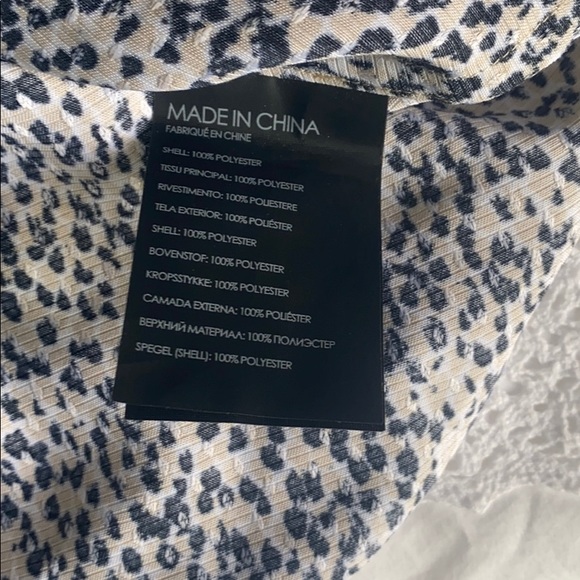 MADE IN CHINA
FABRIQUÉ EN CHINE
SHELL: 100% POLYESTER
TISSU PRINCIPAL: 100% POLYESTER
RIVESTIMENTO: 100% POLIESTERE
TELA EXTERIOR: 100% POLIÉSTER
SHELL: 100% POLYESTER
BOVENSTOF: 100% POLYESTER
KROPSSTYKKE: 100% POLYESTER
CAMADA EXTERNA: 100% POLIÉSTER
ВЕРХНИЙ МАТЕРИАЛ: 100% ПОЛИЭСТЕР
SPEGEL (SHELL): 100% POLYESTER